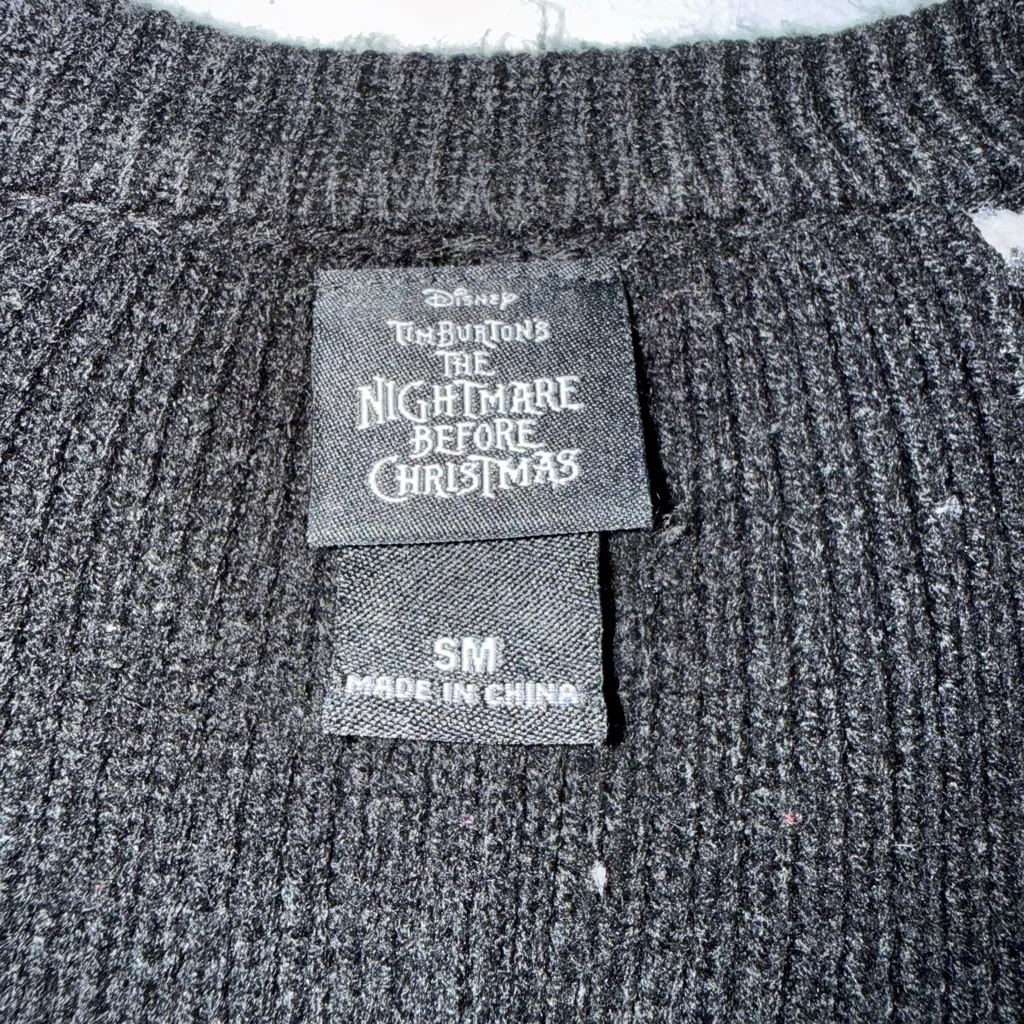 Disney
Tim Burton's
THE
NIGHTMARE
BEFORE
CHRISTMAS
SM
MADE IN CHINA